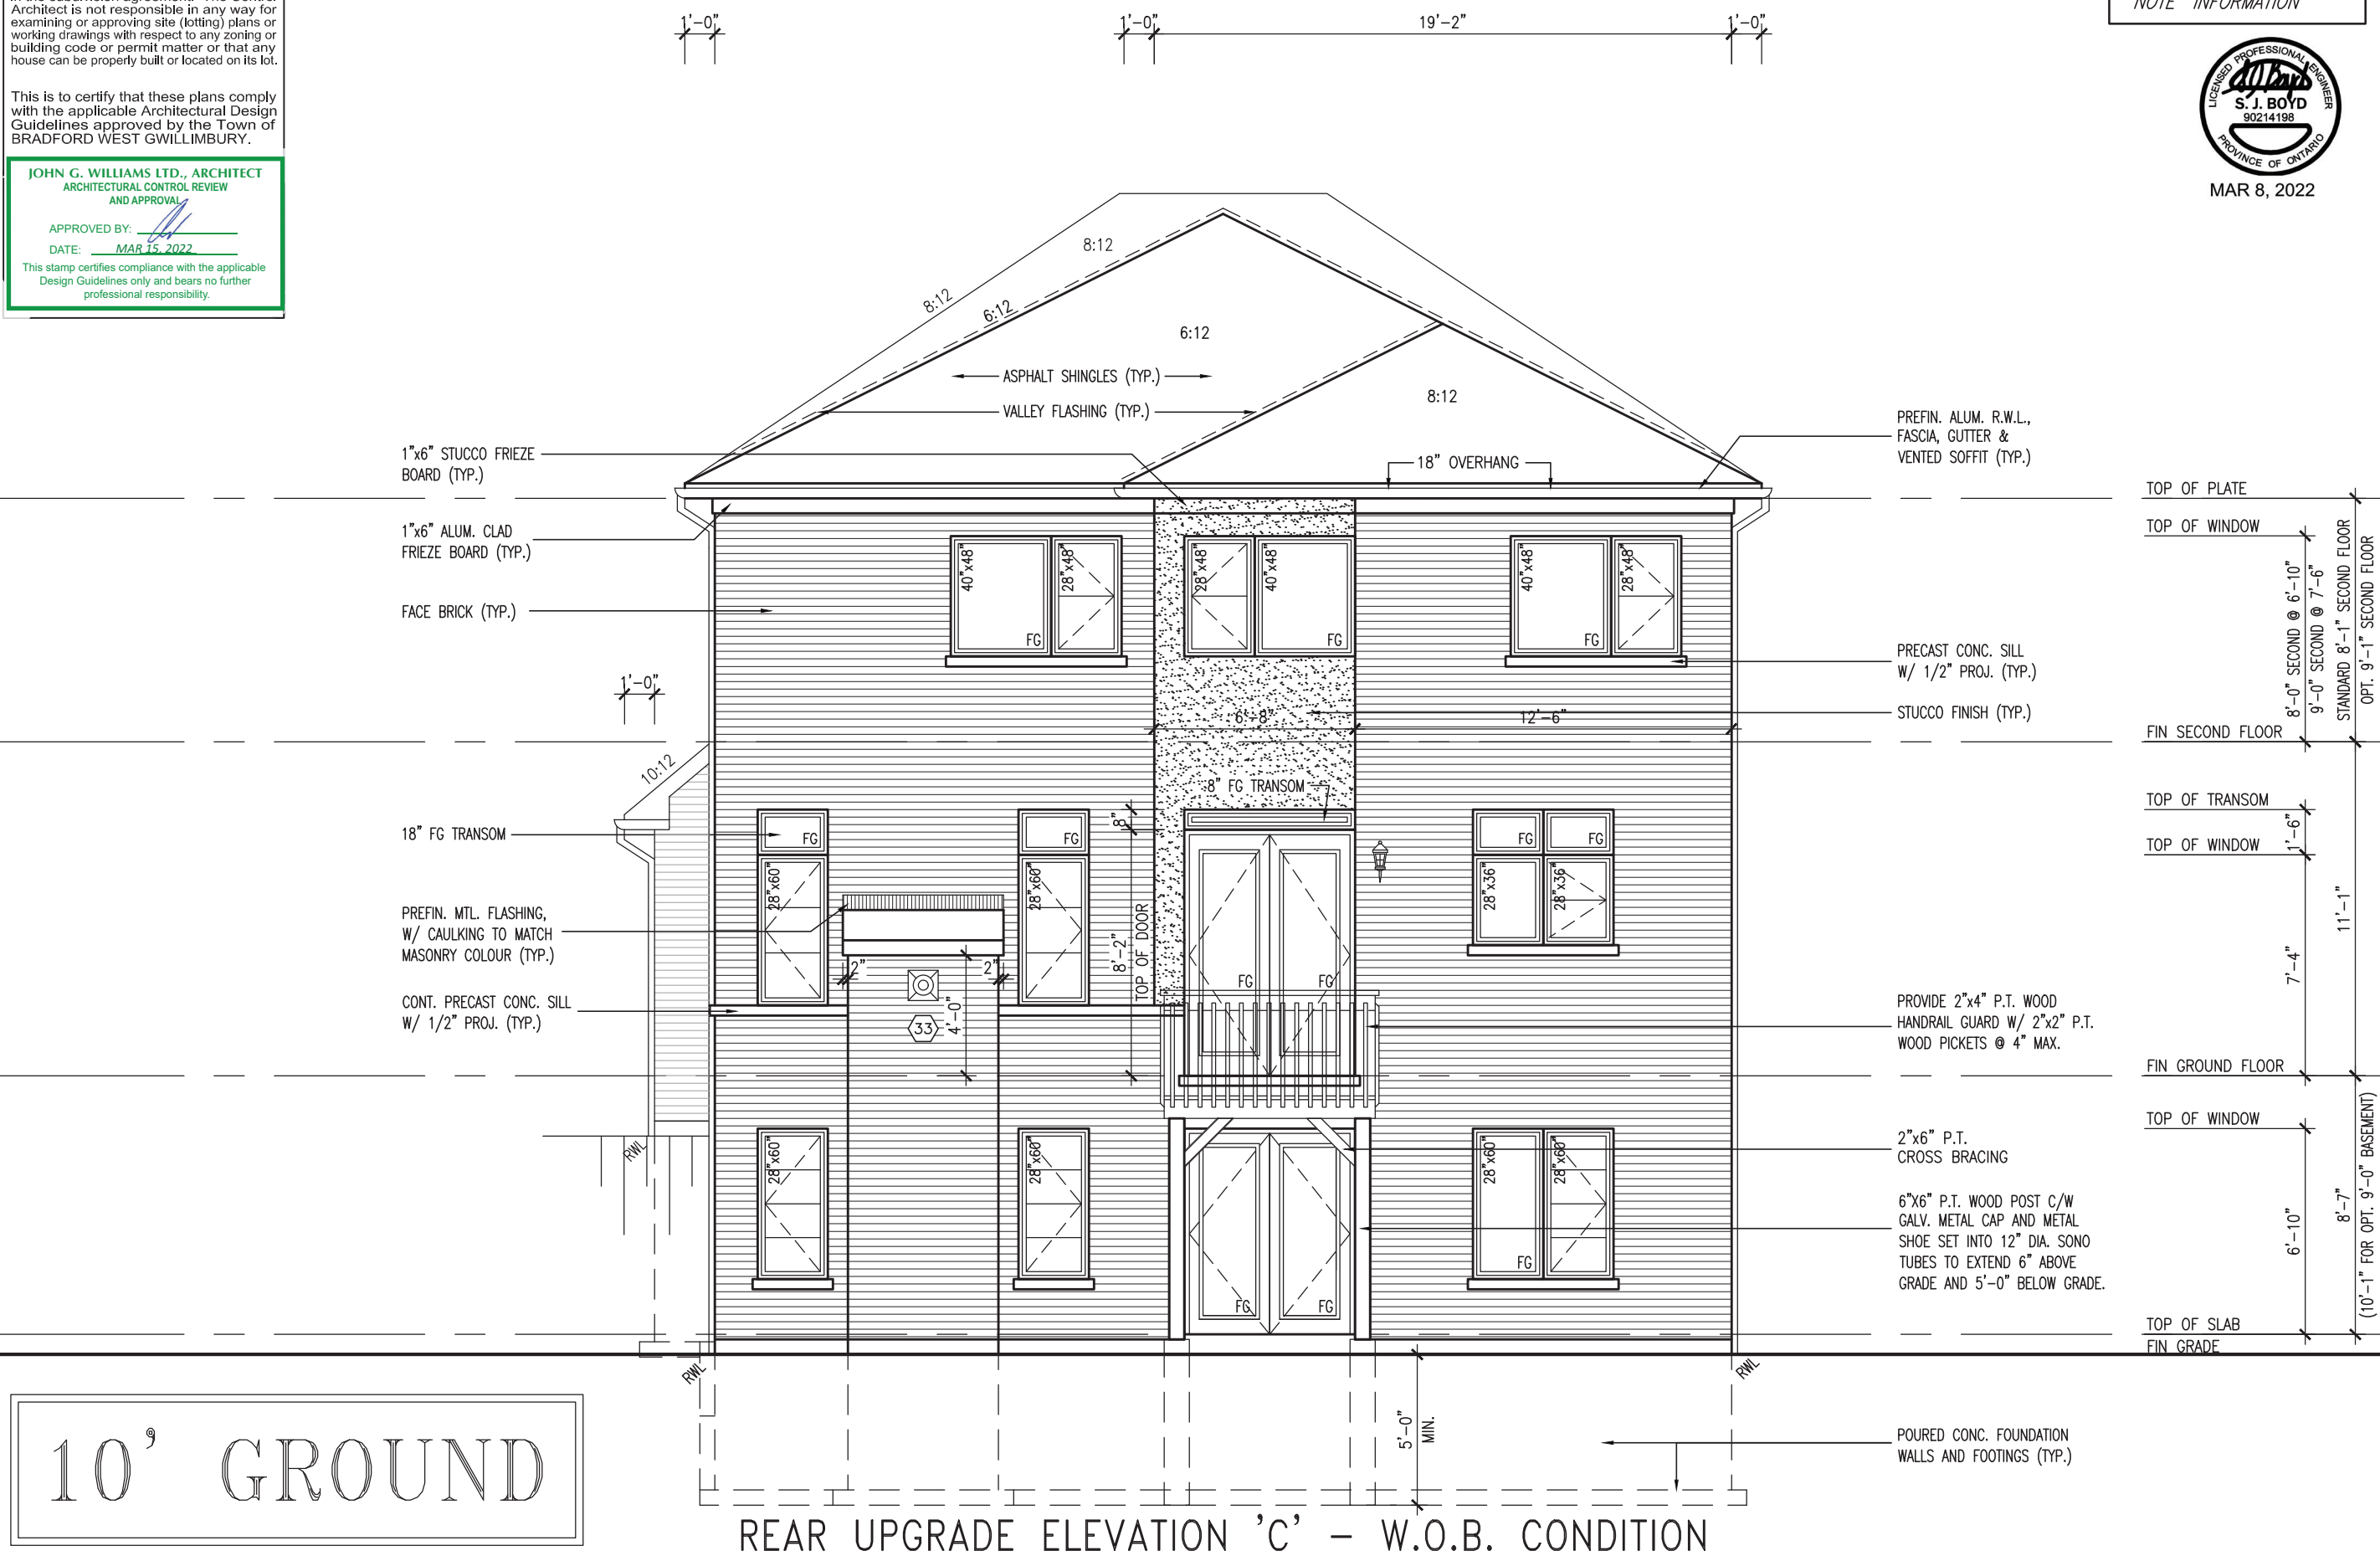 Architect is not responsible in any way for
examining or approving site (lotting) plans or
working drawings with respect to any zoning or
building code or permit matter or that any
house can be properly built or located on its lot.
This is to certify that these plans comply
with the applicable Architectural Design
Guidelines approved by the Town of
BRADFORD WEST GWILLIMBURY.
JOHN G. WILLIAMS LTD., ARCHITECT
ARCHITECTURAL CONTROL REVIEW
AND APPROVAL
APPROVED BY:
DATE: MAR 15, 2022
This stamp certifies compliance with the applicable
Design Guidelines only and bears no further
professional responsibility.
1'-0"
1'-0"
19'-2"
1'-0"
NOTE INFORMATION
LICENSED PROFESSIONAL ENGINEER
S. J. BOYD
90214198
PROVINCE OF ONTARIO
MAR 8, 2022
8:12
8:12
6:12
6:12
8:12
ASPHALT SHINGLES (TYP.)
VALLEY FLASHING (TYP.)
18" OVERHANG
1"x6" STUCCO FRIEZE
BOARD (TYP.)
1"x6" ALUM. CLAD
FRIEZE BOARD (TYP.)
FACE BRICK (TYP.)
1'-0"
10:12
18" FG TRANSOM
PREFIN. MTL. FLASHING,
W/ CAULKING TO MATCH
MASONRY COLOUR (TYP.)
CONT. PRECAST CONC. SILL
W/ 1/2" PROJ. (TYP.)
RWL
40"x48"
FG
28"x48"
28"x48"
40"x48"
FG
40"x48"
FG
28"x48"
6'-8"
12'-6"
8" FG TRANSOM
FG
28"x60"
FG
28"x60"
8"
8'-2"
TOP OF DOOR
FG
FG
FG
FG
28"x36"
28"x36"
2"
2"
33
4'-0"
28"x60"
28"x60"
FG
FG
28"x60"
FG
28"x60"
PREFIN. ALUM. R.W.L.,
FASCIA, GUTTER &
VENTED SOFFIT (TYP.)
PRECAST CONC. SILL
W/ 1/2" PROJ. (TYP.)
STUCCO FINISH (TYP.)
PROVIDE 2"x4" P.T. WOOD
HANDRAIL GUARD W/ 2"x2" P.T.
WOOD PICKETS @ 4" MAX.
2"x6" P.T.
CROSS BRACING
6"X6" P.T. WOOD POST C/W
GALV. METAL CAP AND METAL
SHOE SET INTO 12" DIA. SONO
TUBES TO EXTEND 6" ABOVE
GRADE AND 5'-0" BELOW GRADE.
POURED CONC. FOUNDATION
WALLS AND FOOTINGS (TYP.)
TOP OF PLATE
TOP OF WINDOW
8'-0" SECOND @ 6'-10"
9'-0" SECOND @ 7'-6"
STANDARD 8'-1" SECOND FLOOR
OPT. 9'-1" SECOND FLOOR
FIN SECOND FLOOR
TOP OF TRANSOM
1'-6"
TOP OF WINDOW
7'-4"
11'-1"
FIN GROUND FLOOR
TOP OF WINDOW
6'-10"
8'-7"
(10'-1" FOR OPT. 9'-0" BASEMENT)
TOP OF SLAB
FIN GRADE
RWL
RWL
5'-0"
MIN.
10' GROUND
REAR UPGRADE ELEVATION 'C' – W.O.B. CONDITION